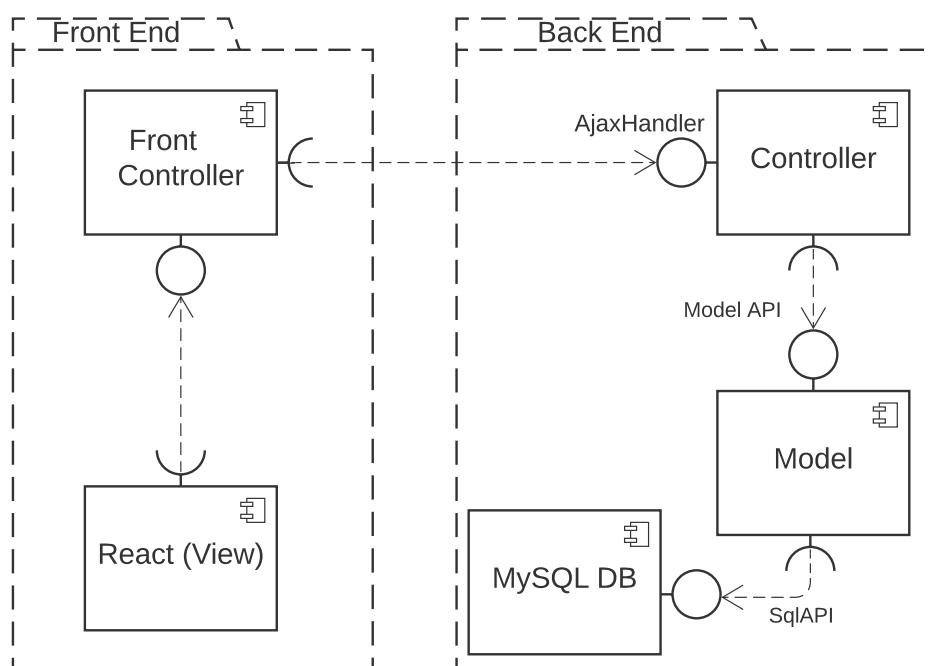 Front End
Back End
Front
Controller
AjaxHandler
Controller
Model API
Model
React (View)
MySQL DB
SqlAPI